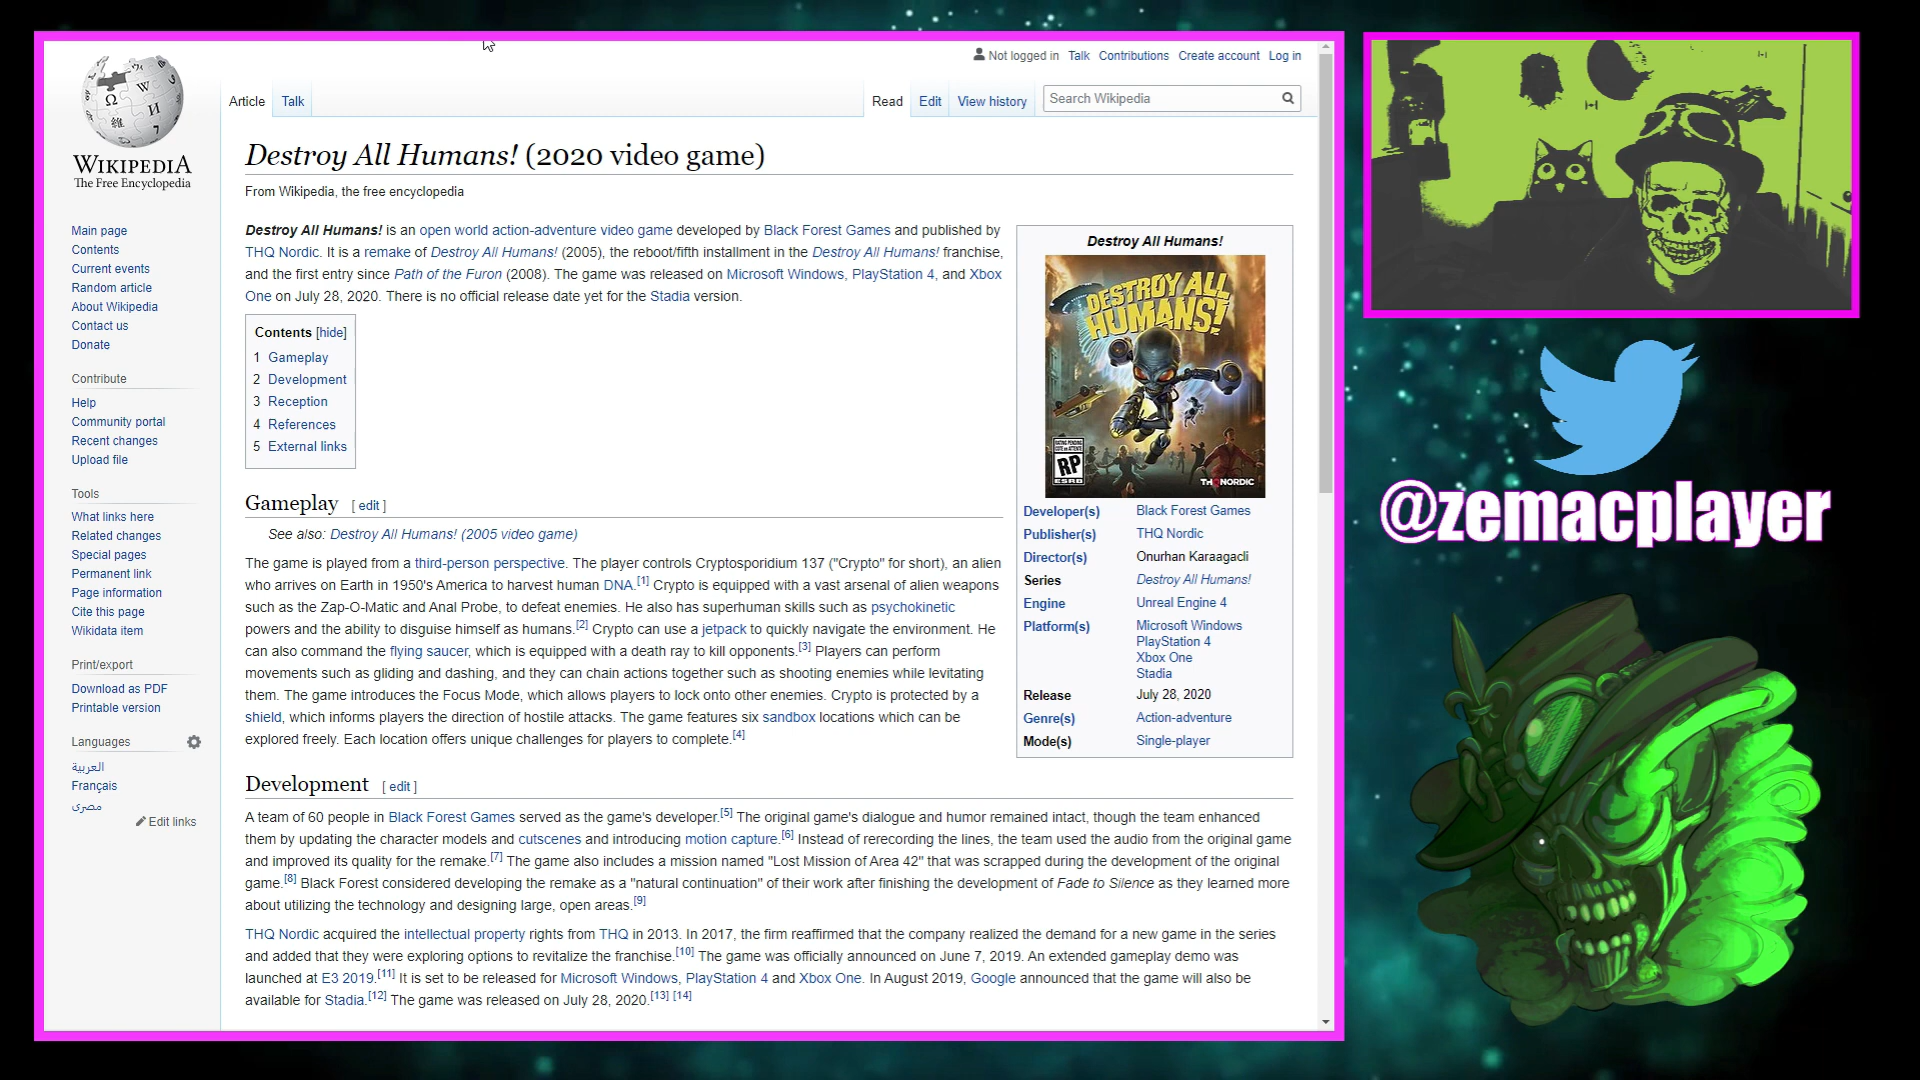 Not logged in Talk Contributions Create account Log in
Article Talk Read Edit View history Search Wikipedia
WIKIPEDIA
The Free Encyclopedia
Main page
Contents
Current events
Random article
About Wikipedia
Contact us
Donate
Contribute
Help
Community portal
Recent changes
Upload file
Tools
What links here
Related changes
Special pages
Permanent link
Page information
Cite this page
Wikidata item
Print/export
Download as PDF
Printable version
Languages
العربية
Français
مصرى
Edit links
Destroy All Humans! (2020 video game)
From Wikipedia, the free encyclopedia
Destroy All Humans! is an open world action-adventure video game developed by Black Forest Games and published by
THQ Nordic. It is a remake of Destroy All Humans! (2005), the reboot/fifth installment in the Destroy All Humans! franchise,
and the first entry since Path of the Furon (2008). The game was released on Microsoft Windows, PlayStation 4, and Xbox
One on July 28, 2020. There is no official release date yet for the Stadia version.
Contents [hide]
1 Gameplay
2 Development
3 Reception
4 References
5 External links
Gameplay [ edit ]
See also: Destroy All Humans! (2005 video game)
The game is played from a third-person perspective. The player controls Cryptosporidium 137 ("Crypto" for short), an alien
who arrives on Earth in 1950's America to harvest human DNA.[1] Crypto is equipped with a vast arsenal of alien weapons
such as the Zap-O-Matic and Anal Probe, to defeat enemies. He also has superhuman skills such as psychokinetic
powers and the ability to disguise himself as humans.[2] Crypto can use a jetpack to quickly navigate the environment. He
can also command the flying saucer, which is equipped with a death ray to kill opponents.[3] Players can perform
movements such as gliding and dashing, and they can chain actions together such as shooting enemies while levitating
them. The game introduces the Focus Mode, which allows players to lock onto other enemies. Crypto is protected by a
shield, which informs players the direction of hostile attacks. The game features six sandbox locations which can be
explored freely. Each location offers unique challenges for players to complete.[4]
Destroy All Humans!
DESTROY ALL
HUMANS!
RATING PENDING
RP
ESRB
THQ NORDIC
Developer(s) Black Forest Games
Publisher(s) THQ Nordic
Director(s) Onurhan Karaagacli
Series Destroy All Humans!
Engine Unreal Engine 4
Platform(s) Microsoft Windows
PlayStation 4
Xbox One
Stadia
Release July 28, 2020
Genre(s) Action-adventure
Mode(s) Single-player
Development [ edit ]
A team of 60 people in Black Forest Games served as the game's developer.[5] The original game's dialogue and humor remained intact, though the team enhanced
them by updating the character models and cutscenes and introducing motion capture.[6] Instead of rerecording the lines, the team used the audio from the original game
and improved its quality for the remake.[7] The game also includes a mission named "Lost Mission of Area 42" that was scrapped during the development of the original
game.[8] Black Forest considered developing the remake as a "natural continuation" of their work after finishing the development of Fade to Silence as they learned more
about utilizing the technology and designing large, open areas.[9]
THQ Nordic acquired the intellectual property rights from THQ in 2013. In 2017, the firm reaffirmed that the company realized the demand for a new game in the series
and added that they were exploring options to revitalize the franchise.[10] The game was officially announced on June 7, 2019. An extended gameplay demo was
launched at E3 2019.[11] It is set to be released for Microsoft Windows, PlayStation 4 and Xbox One. In August 2019, Google announced that the game will also be
available for Stadia.[12] The game was released on July 28, 2020.[13] [14]
@zemacplayer